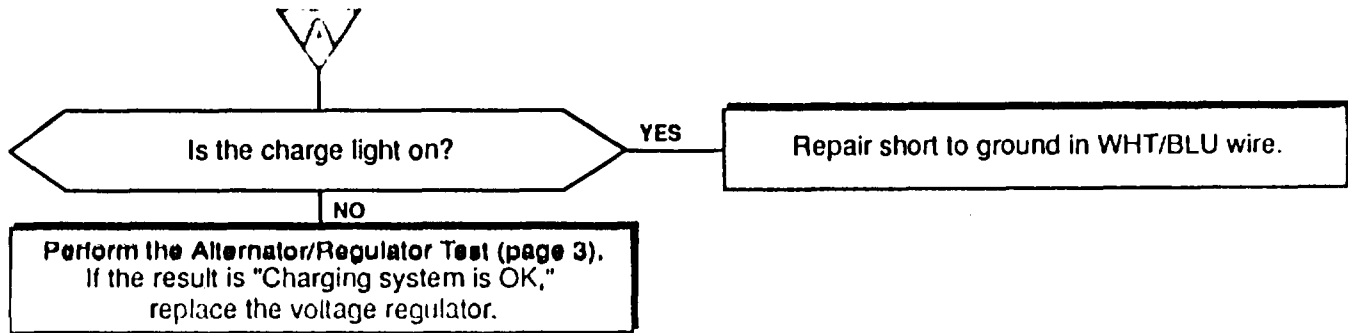 A
Is the charge light on?
YES
Repair short to ground in WHT/BLU wire.
NO
Perform the Alternator/Regulator Test (page 3).
If the result is "Charging system is OK,"
replace the voltage regulator.